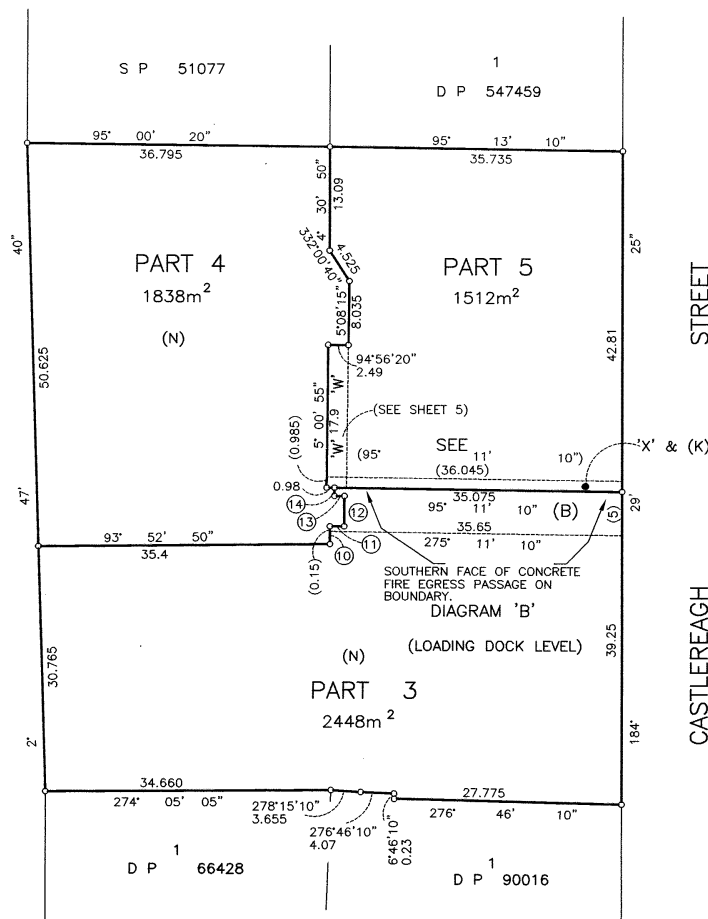 S P 51077
1
D P 547459
95° 00' 20"
36.795
95° 13' 10"
35.735
30' 50"
13.09
4°
4.525
332°00'40"
40"
25"
PART 4
1838m²
(N)
PART 5
1512m²
STREET
5°08'15"
8.035
94°56'20"
2.49
50.625
42.81
5° 00' 55"
'W' 17.9 'W'
(SEE SHEET 5)
(0.985)
(95° 11' 10")
SEE
(36.045)
'X' & (K)
0.98
35.075
14
13
12
95° 11' 10"
(B)
(5)
29'
47'
35.65
11
10
275° 11' 10"
93° 52' 50"
35.4
(0.15)
SOUTHERN FACE OF CONCRETE
FIRE EGRESS PASSAGE ON
BOUNDARY.
DIAGRAM 'B'
(LOADING DOCK LEVEL)
39.25
CASTLEREAGH
(N)
PART 3
2448m²
30.765
2°
184°
34.660
274° 05' 05"
278°15'10"
3.655
276°46'10"
4.07
6°46'10"
0.23
27.775
276° 46' 10"
1
D P 66428
1
D P 90016